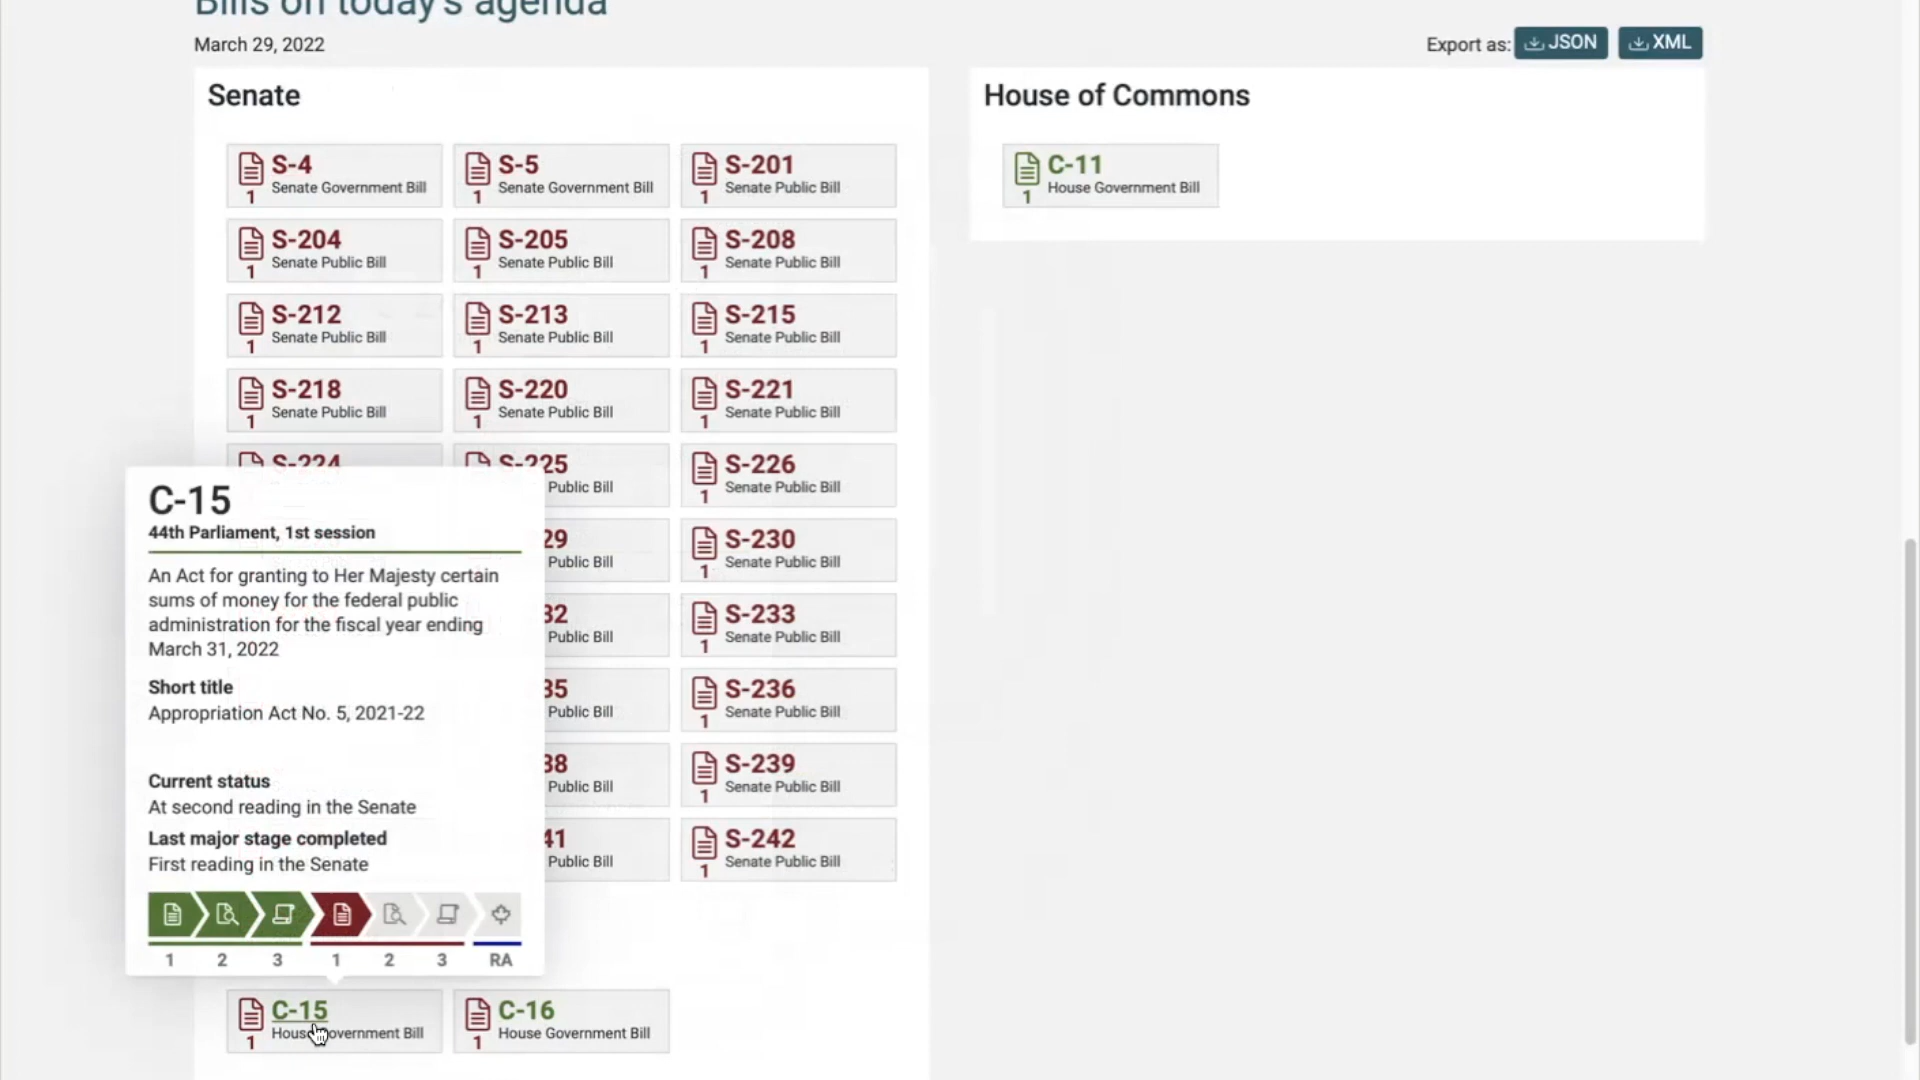 Bills on today's agenda
March 29, 2022
Export as:
JSON
XML
Senate
S-4
Senate Government Bill
1
S-5
Senate Government Bill
1
S-201
Senate Public Bill
1
S-204
Senate Public Bill
1
S-205
Senate Public Bill
1
S-208
Senate Public Bill
1
S-212
Senate Public Bill
1
S-213
Senate Public Bill
1
S-215
Senate Public Bill
1
S-218
Senate Public Bill
1
S-220
Senate Public Bill
1
S-221
Senate Public Bill
1
S-224
S-225
Public Bill
S-226
Senate Public Bill
1
29
Public Bill
S-230
Senate Public Bill
1
32
Public Bill
S-233
Senate Public Bill
1
35
Public Bill
S-236
Senate Public Bill
1
38
Public Bill
S-239
Senate Public Bill
1
41
Public Bill
S-242
Senate Public Bill
1
C-15
44th Parliament, 1st session
An Act for granting to Her Majesty certain
sums of money for the federal public
administration for the fiscal year ending
March 31, 2022
Short title
Appropriation Act No. 5, 2021-22
Current status
At second reading in the Senate
Last major stage completed
First reading in the Senate
1 2 3 1 2 3 RA
C-15
House Government Bill
1
C-16
House Government Bill
1
House of Commons
C-11
House Government Bill
1